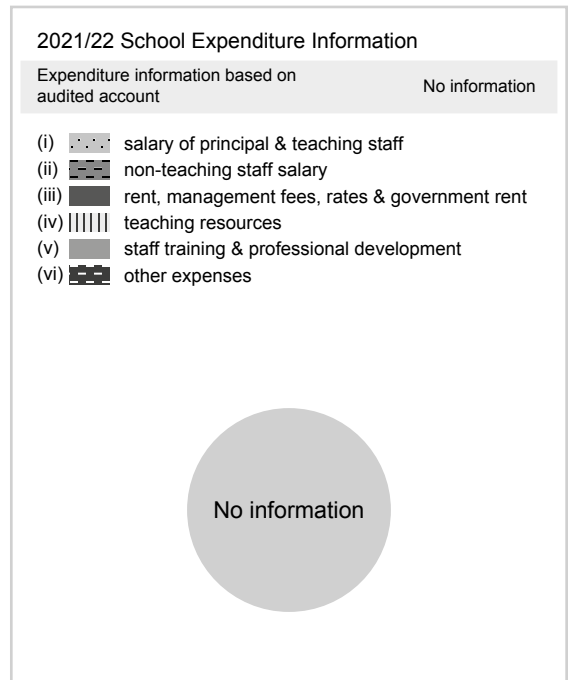 2021/22 School Expenditure Information
Expenditure information based on
audited account
No information
(i) salary of principal & teaching staff
(ii) non-teaching staff salary
(iii) rent, management fees, rates & government rent
(iv) teaching resources
(v) staff training & professional development
(vi) other expenses
No information